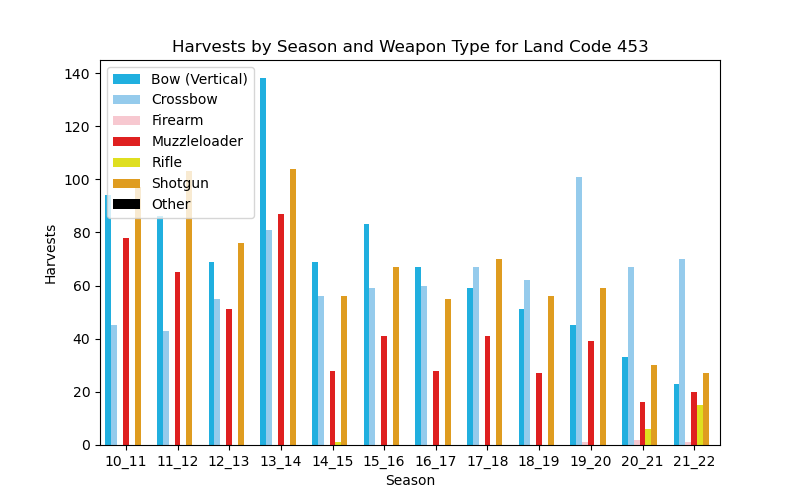 Harvests by Season and Weapon Type for Land Code 453
140
120
100
80
60
40
20
0
Harvests
Bow (Vertical)
Crossbow
Firearm
Muzzleloader
Rifle
Shotgun
Other
10_11 11_12 12_13 13_14 14_15 15_16 16_17 17_18 18_19 19_20 20_21 21_22
Season